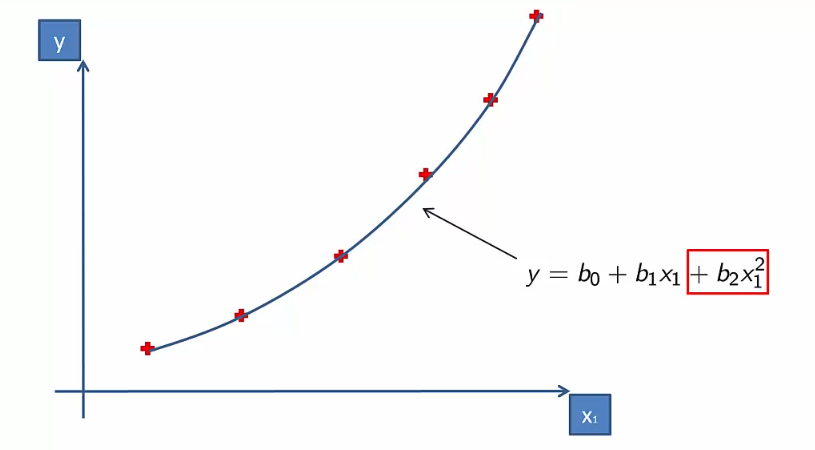 y
y = b₀ + b₁x₁ + b₂x₁²
x₁